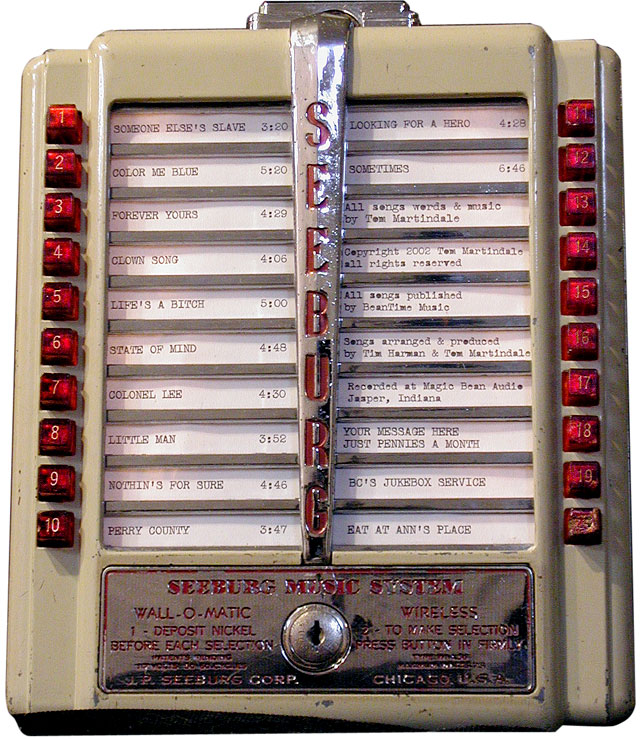 SEEBURG
1
SOMEONE ELSE'S SLAVE 3:20
2
COLOR ME BLUE 5:20
3
FOREVER YOURS 4:29
4
CLOWN SONG 4:06
5
LIFE'S A BITCH 5:00
6
STATE OF MIND 4:48
7
COLONEL LEE 4:30
8
LITTLE MAN 3:52
9
NOTHIN'S FOR SURE 4:46
10
PERRY COUNTY 3:47
LOOKING FOR A HERO 4:28
11
SOMETIMES 6:46
12
All songs words & music
by Tom Martindale
13
Copyright 2002 Tom Martindale
all rights reserved
14
All songs published
by BeanTime Music
15
Songs arranged & produced
by Tim Harman & Tom Martindale
16
Recorded at Magic Bean Audio
Jasper, Indiana
17
YOUR MESSAGE HERE
JUST PENNIES A MONTH
18
BC'S JUKEBOX SERVICE
19
EAT AT ANN'S PLACE
SEEBURG MUSIC SYSTEM
WALL-O-MATIC
1 - DEPOSIT NICKEL
BEFORE EACH SELECTION
PATENTS PENDING
J.P. SEEBURG CORP.
WIRELESS
2 - TO MAKE SELECTION
PRESS BUTTON IN FIRMLY
CHICAGO, U.S.A.